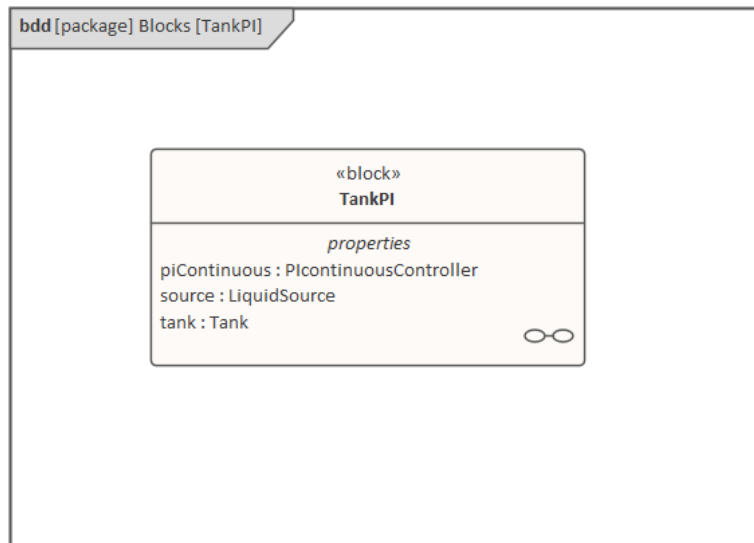 bdd [package] Blocks [TankPI]
«block»
TankPI
properties
piContinuous : PIcontinuousController
source : LiquidSource
tank : Tank